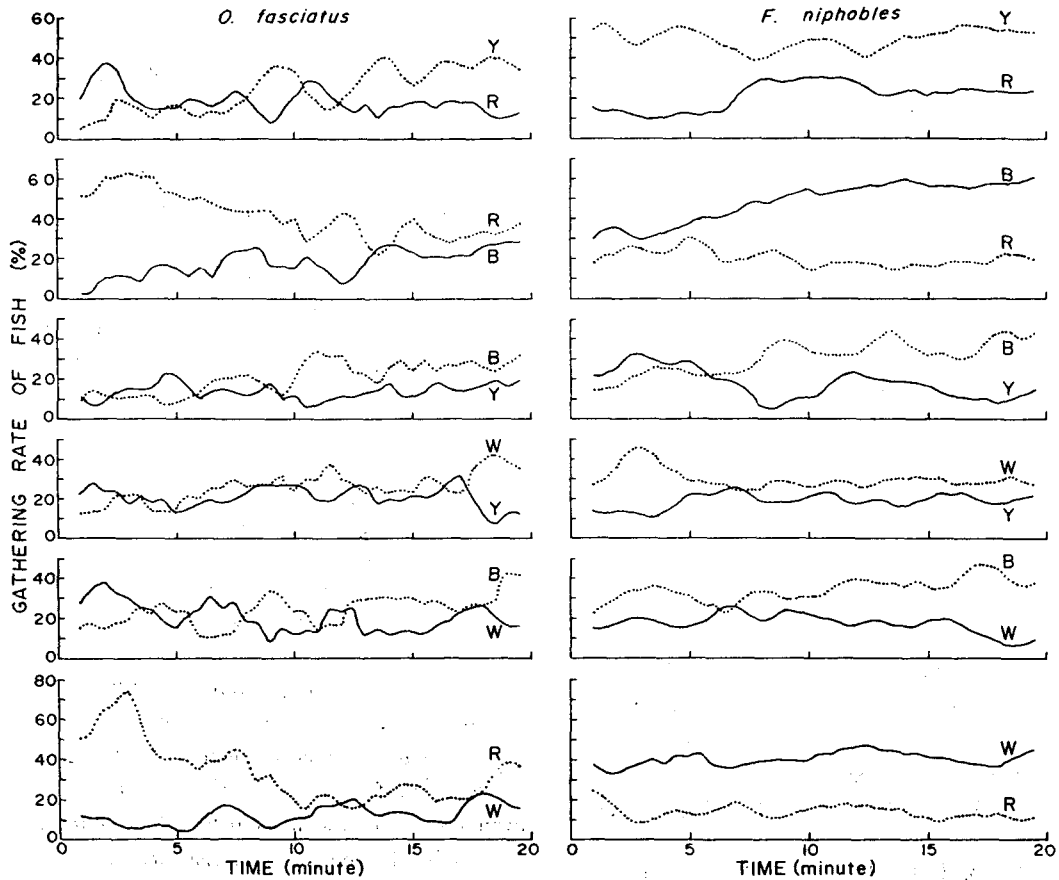 O. fasciatus
F. niphobles
GATHERING RATE OF FISH (%)
60
40
20
0
Y
R
Y
R
60
40
20
0
R
B
B
R
40
20
0
B
Y
B
Y
40
20
0
W
Y
W
Y
40
20
0
B
W
B
W
80
60
40
20
0
R
W
W
R
0 5 10 15 20
0 5 10 15 20
TIME (minute)
TIME (minute)